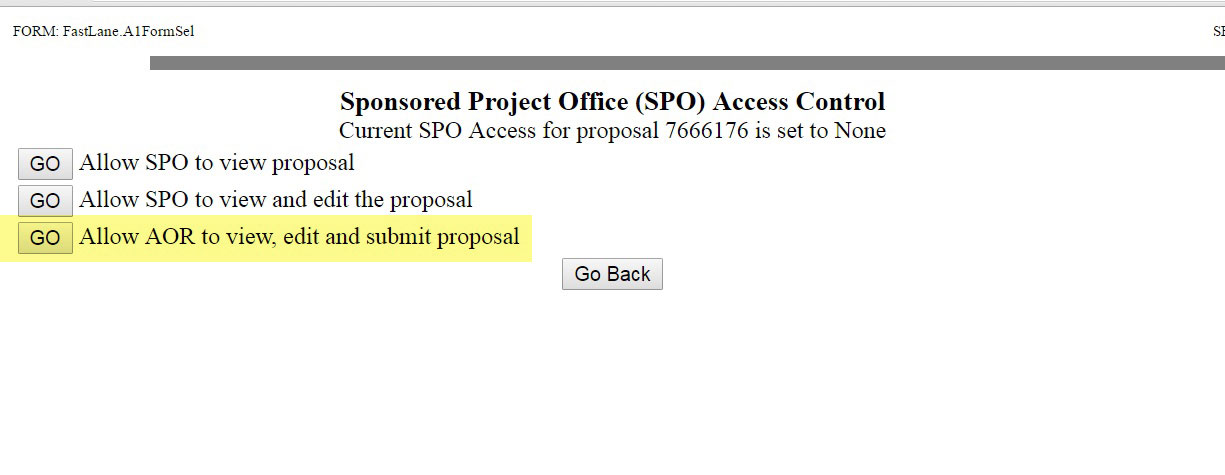 FORM: FastLane.A1FormSel
Sponsored Project Office (SPO) Access Control
Current SPO Access for proposal 7666176 is set to None
GO Allow SPO to view proposal
GO Allow SPO to view and edit the proposal
GO Allow AOR to view, edit and submit proposal
Go Back